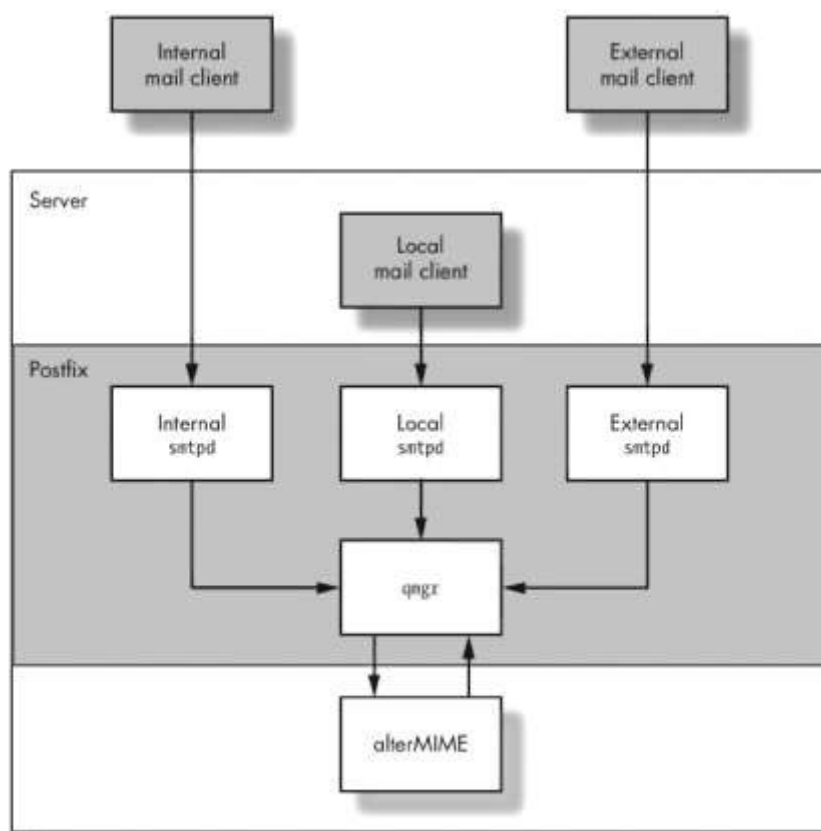 Internal
mail client
External
mail client
Server
Local
mail client
Postfix
Internal
smtpd
Local
smtpd
External
smtpd
qmgr
alterMIME